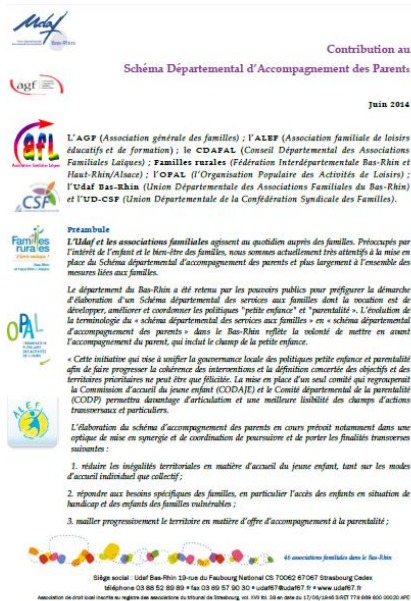 Udaf
Bas-Rhin
Contribution au
Schéma Départemental d'Accompagnement des Parents
agf
Juin 2014
afl
L'AGF (Association générale des familles) ; l'ALEF (Association familiale de loisirs
éducatifs et de formation) ; le CDAFAL (Conseil Départemental des Associations
Familiales Laïques) ; Familles rurales (Fédération Interdépartementale Bas-Rhin et
Haut-Rhin/Alsace) ; l'OPAL (l'Organisation Populaire des Activités de Loisirs) ;
l'Udaf Bas-Rhin (Union Départementale des Associations Familiales du Bas-Rhin)
et l'UD-CSF (Union Départementale de la Confédération Syndicale des Familles).
CSF
Familles
rurales
Préambule
L'Udaf et les associations familiales agissent au quotidien auprès des familles. Préoccupés par
l'intérêt de l'enfant et le bien-être des familles, nous sommes actuellement très attentifs à la mise en
place du Schéma départemental d'accompagnement des parents et plus largement à l'ensemble des
mesures liées aux familles.
Le département du Bas-Rhin a été retenu par les pouvoirs publics pour préfigurer la démarche
d'élaboration d'un Schéma départemental des services aux familles dont la vocation est de
développer, améliorer et coordonner les politiques "petite enfance" et "parentalité ». L'évolution de
la terminologie du « schéma départemental des services aux familles » en « schéma départemental
d'accompagnement des parents » dans le Bas-Rhin reflète la volonté de mettre en avant
l'accompagnement du parent, qui inclut le champ de la petite enfance.
OPAL
« Cette initiative qui vise à unifier la gouvernance locale des politiques petite enfance et parentalité
afin de faire progresser la cohérence des interventions et la définition concertée des objectifs et des
territoires prioritaires ne peut être que félicitée. La mise en place d'un seul comité qui regrouperait
la Commission d'accueil du jeune enfant (CODAJE) et le Comité départemental de la parentalité
(CODP) permettra davantage d'articulation et une meilleure lisibilité des champs d'actions
transversaux et particuliers.
ALEF
L'élaboration du schéma d'accompagnement des parents en cours prévoit notamment dans une
optique de mise en synergie et de coordination de poursuivre et de porter les finalités transverses
suivantes :
1. réduire les inégalités territoriales en matière d'accueil du jeune enfant, tant sur les modes
d'accueil individuel que collectif ;
2. répondre aux besoins spécifiques des familles, en particulier l'accès des enfants en situation de
handicap et des enfants des familles vulnérables ;
3. mailler progressivement le territoire en matière d'offre d'accompagnement à la parentalité ;
46 associations familiales dans le Bas-Rhin
Siège social : Udaf Bas-Rhin 19-rue du Faubourg National CS 70062 67067 Strasbourg Cedex
téléphone 03 88 52 89 89 • fax 03 69 57 90 30 • udaf67@udaf67.fr • www.udaf67.fr